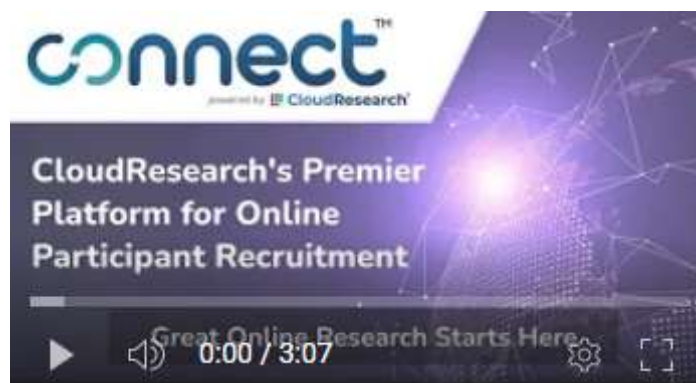 connect™
powered by CloudResearch®
CloudResearch's Premier
Platform for Online
Participant Recruitment
Great Online Research Starts Here
0:00 / 3:07